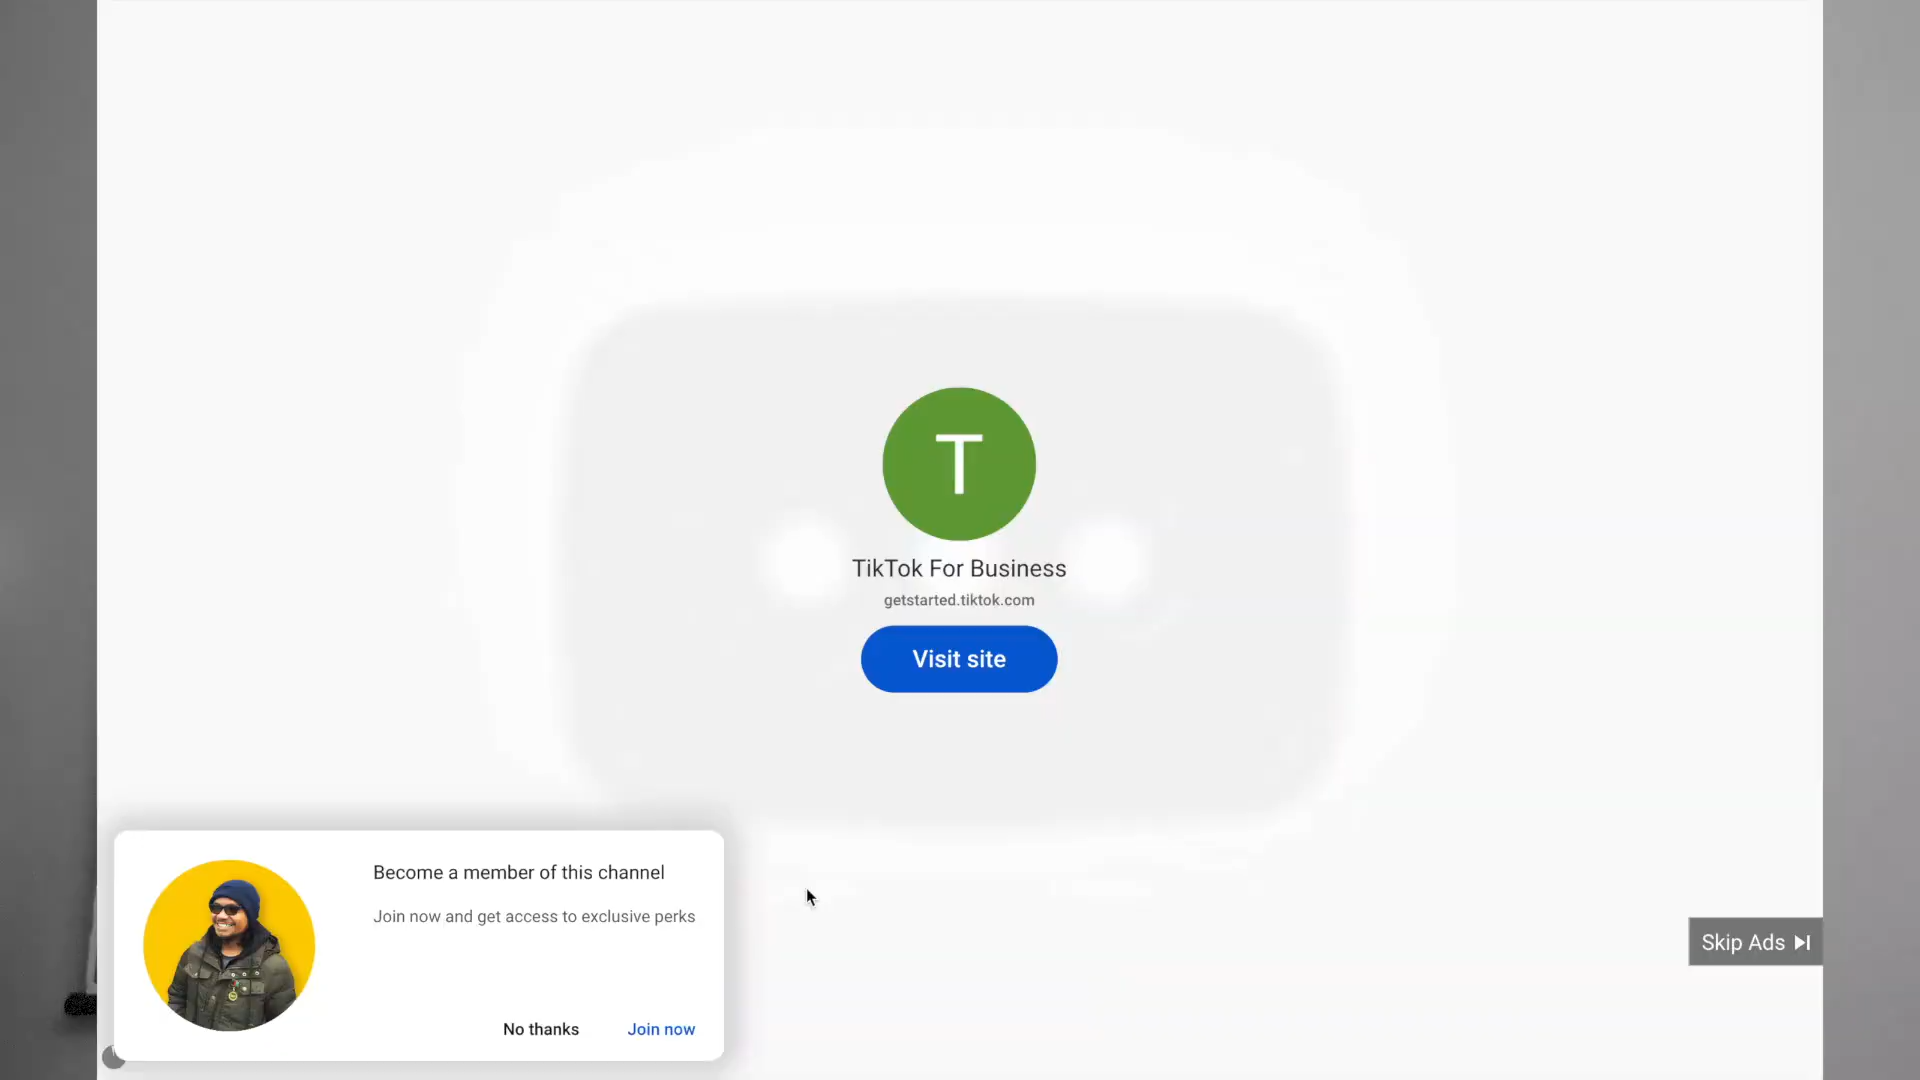 T
TikTok For Business
getstarted.tiktok.com
Visit site
Become a member of this channel
Join now and get access to exclusive perks
No thanks
Join now
Skip Ads